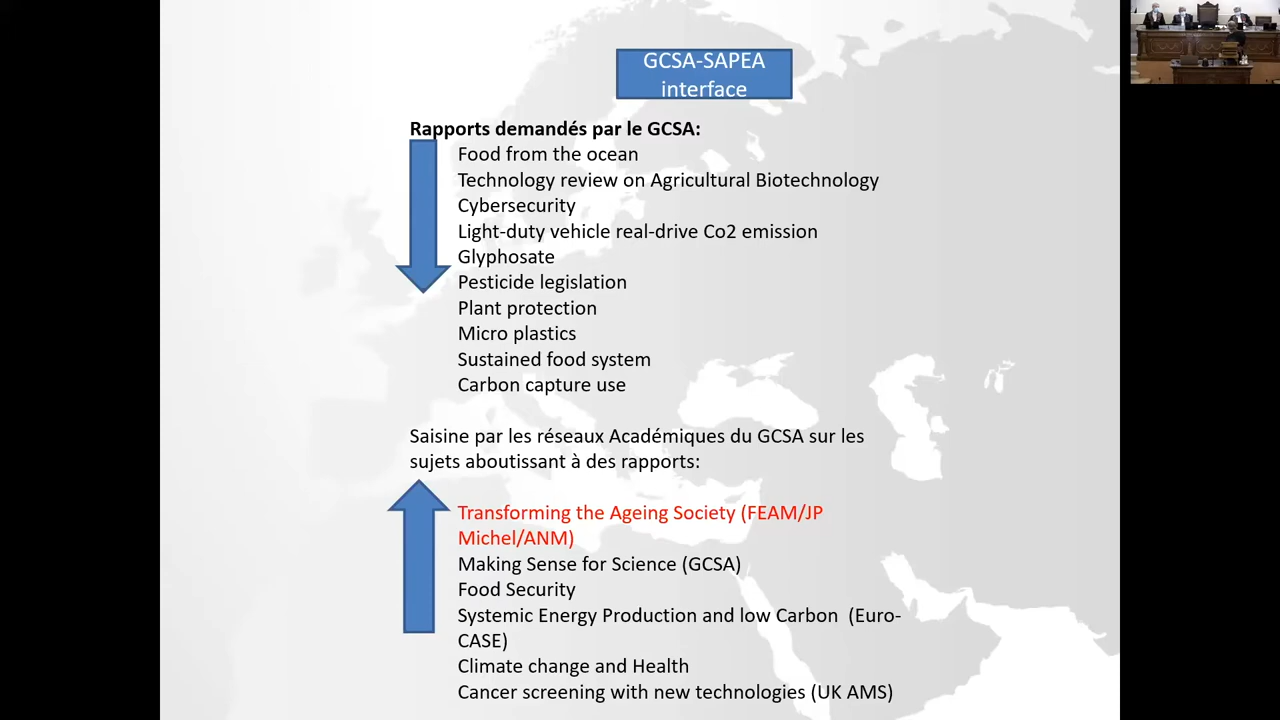 GCSA-SAPEA
interface
Rapports demandés par le GCSA:
Food from the ocean
Technology review on Agricultural Biotechnology
Cybersecurity
Light-duty vehicle real-drive Co2 emission
Glyphosate
Pesticide legislation
Plant protection
Micro plastics
Sustained food system
Carbon capture use
Saisine par les réseaux Académiques du GCSA sur les
sujets aboutissant à des rapports:
Transforming the Ageing Society (FEAM/JP
Michel/ANM)
Making Sense for Science (GCSA)
Food Security
Systemic Energy Production and low Carbon (Euro-
CASE)
Climate change and Health
Cancer screening with new technologies (UK AMS)